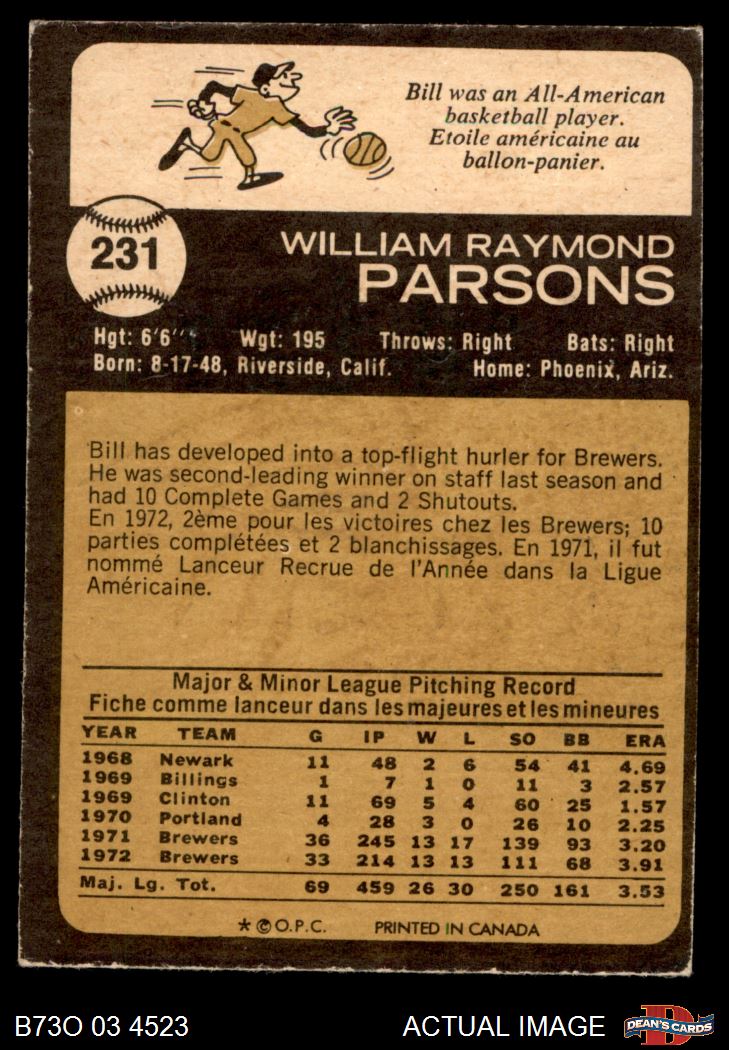 Bill was an All-American
basketball player.
Etoile américaine au
ballon-panier.
231
WILLIAM RAYMOND
PARSONS
Hgt: 6'6" Wgt: 195 Throws: Right Bats: Right
Born: 8-17-48, Riverside, Calif. Home: Phoenix, Ariz.
Bill has developed into a top-flight hurler for Brewers.
He was second-leading winner on staff last season and
had 10 Complete Games and 2 Shutouts.
En 1972, 2ème pour les victoires chez les Brewers; 10
parties complétées et 2 blanchissages. En 1971, il fut
nommé Lanceur Recrue de l'Année dans la Ligue
Américaine.
Major & Minor League Pitching Record
Fiche comme lanceur dans les majeures et les mineures
YEAR TEAM G IP W L SO BB ERA
1968 Newark 11 48 2 6 54 41 4.69
1969 Billings 1 7 1 0 11 3 2.57
1969 Clinton 11 69 5 4 60 25 1.57
1970 Portland 4 28 3 0 26 10 2.25
1971 Brewers 36 245 13 17 139 93 3.20
1972 Brewers 33 214 13 13 111 68 3.91
Maj. Lg. Tot. 69 459 26 30 250 161 3.53
* © O.P.C. PRINTED IN CANADA
B73O 03 4523 ACTUAL IMAGE DEAN'S CARDS